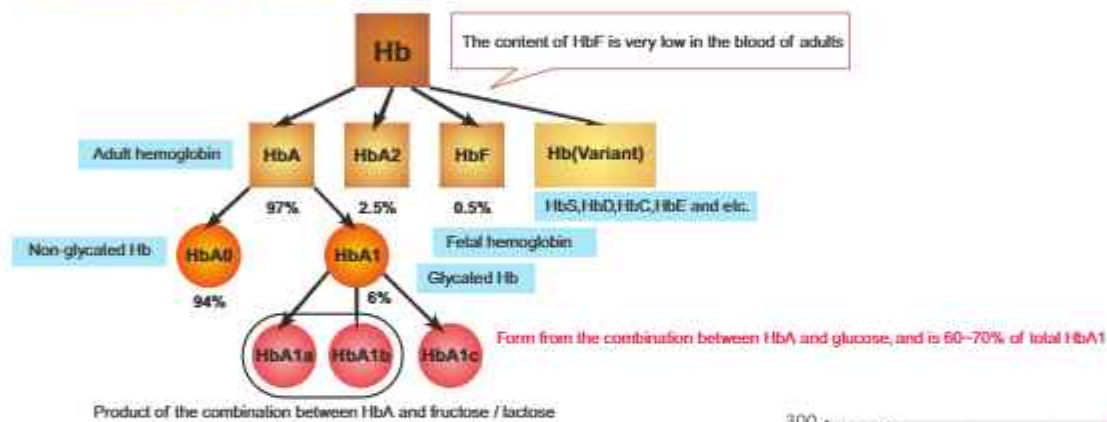 Hb
The content of HbF is very low in the blood of adults
Adult hemoglobin
HbA
HbA2
HbF
Hb(Variant)
97%
2.5%
0.5%
HbS,HbD,HbC,HbE and etc.
Non-glycated Hb
HbA0
HbA1
Fetal hemoglobin
Glycated Hb
94%
6%
HbA1a
HbA1b
HbA1c
Form from the combination between HbA and glucose, and is 60~70% of total HbA1
Product of the combination between HbA and fructose / lactose
300